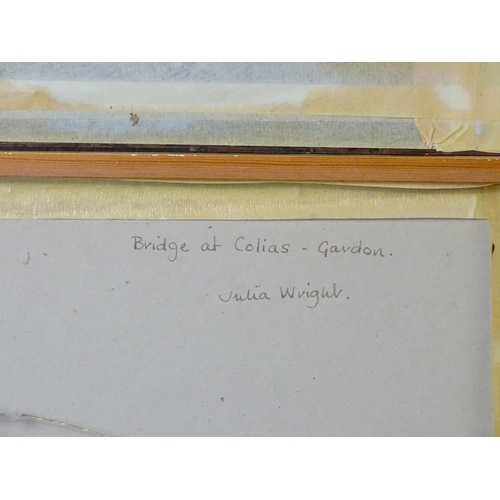 Bridge at Colias - Gardon.
Julia Wright.